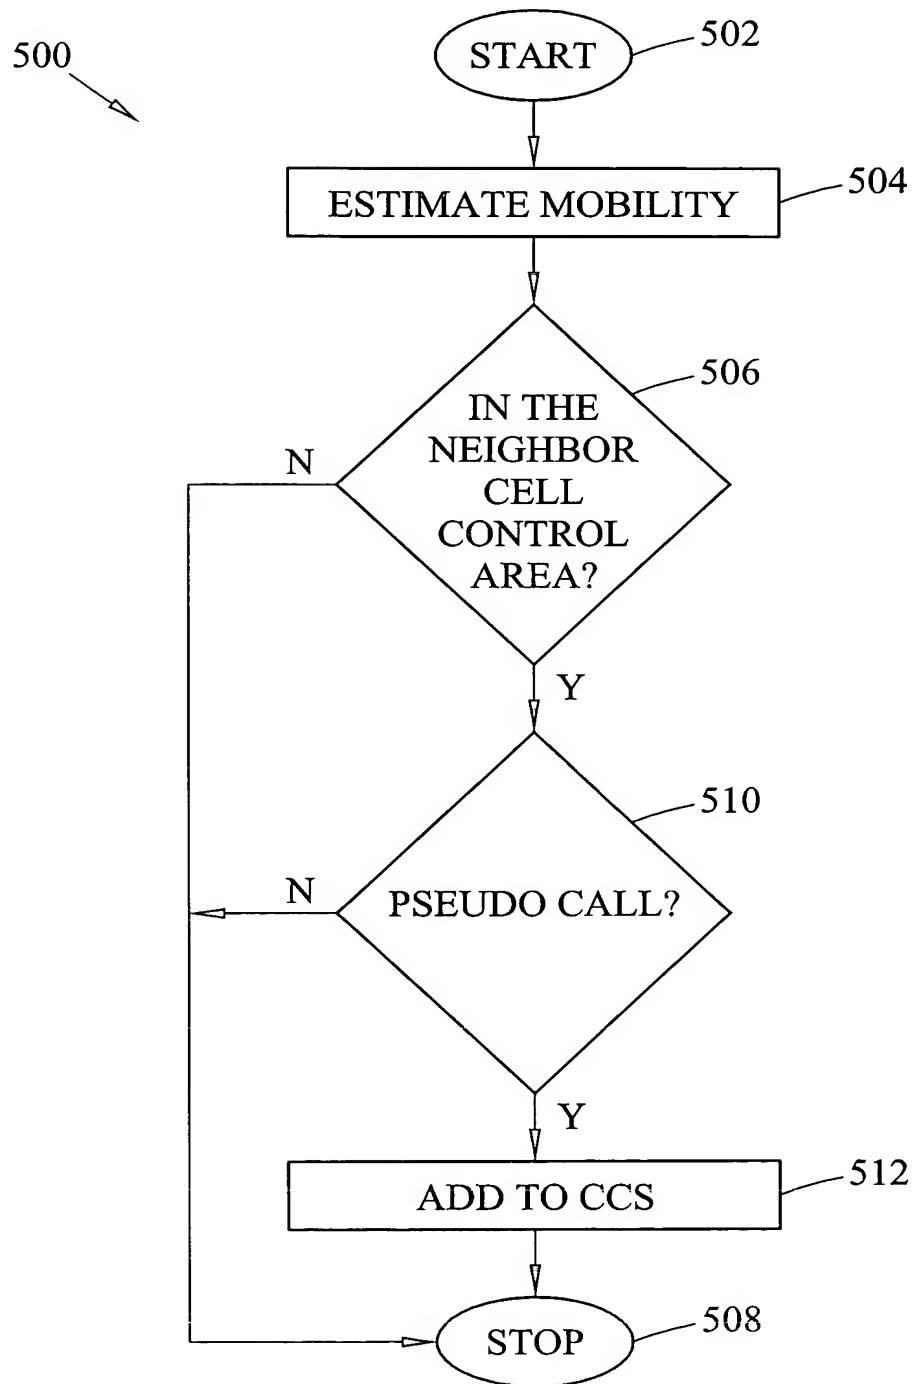 500
START
502
ESTIMATE MOBILITY
504
506
IN THE
NEIGHBOR
CELL
CONTROL
AREA?
N
Y
510
PSEUDO CALL?
N
Y
ADD TO CCS
512
STOP
508